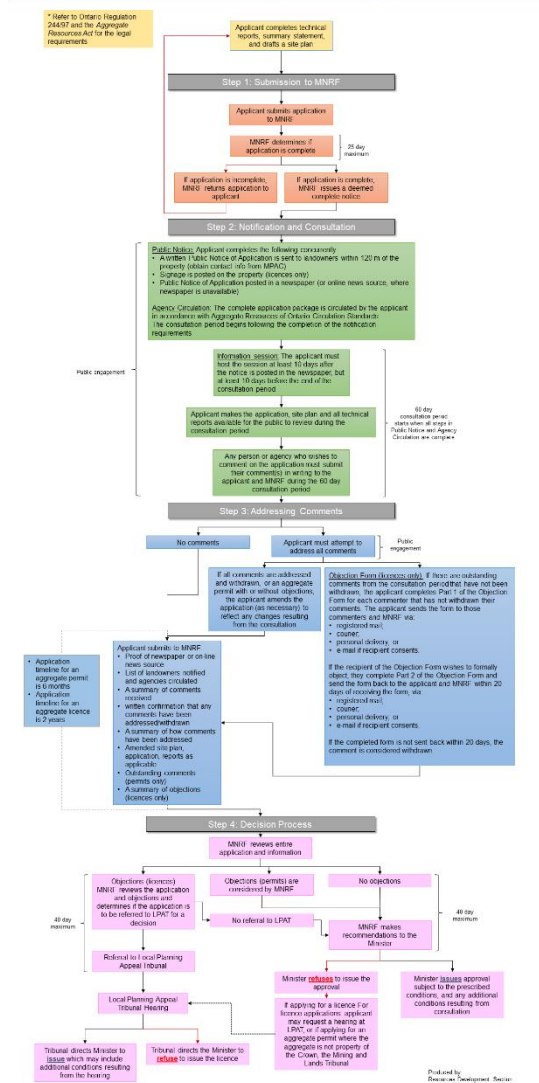 * Refer to Ontario Regulation
244/97 and the Aggregate
Resources Act for the legal
requirements
Applicant completes technical
reports, summary statement,
and drafts a site plan
Step 1: Submission to MNRF
Applicant submits application
to MNRF
MNRF determines if
application is complete
25 day
maximum
If application is incomplete,
MNRF returns application to
applicant
If application is complete,
MNRF issues a deemed
complete notice
Step 2: Notification and Consultation
Public Notice: Applicant completes the following concurrently
• A written Public Notice of Application is sent to landowners within 120 m of the
property (obtain contact info from MPAC)
• Signage is posted on the property (licences only)
• Public Notice of Application posted in a newspaper (or online news source, where
newspaper is unavailable)
Agency Circulation: The complete application package is circulated by the applicant
in accordance with Aggregate Resources of Ontario Circulation Standards
The consultation period begins following the completion of the notification
requirements
Public engagement
Information session: The applicant must
host the session at least 10 days after
the notice is posted in the newspaper, but
at least 10 days before the end of the
consultation period
Applicant makes the application, site plan and all technical
reports available for the public to review during the
consultation period
60 day
consultation period
starts when all steps in
Public Notice and Agency
Circulation are complete
Any person or agency who wishes to
comment on the application must submit
their comment(s) in writing to the
applicant and MNRF during the 60 day
consultation period
Step 3: Addressing Comments
No comments
Applicant must attempt to
address all comments
Public
engagement
If all comments are addressed
and withdrawn, or an aggregate
permit with or without objections,
the applicant amends the
application (as necessary) to
reflect any changes resulting
from the consultation
Objection Form (licences only): If there are outstanding
comments from the consultation period that have not been
withdrawn, the applicant completes Part 1 of the Objection
Form for each commenter that has not withdrawn their
comments. The applicant sends the form to those
commenters and MNRF via:
• registered mail;
• courier;
• personal delivery, or
• e-mail if recipient consents.
If the recipient of the Objection Form wishes to formally
object, they complete Part 2 of the Objection Form and
send the form back to the applicant and MNRF within 20
days of receiving the form, via:
• registered mail;
• courier;
• personal delivery, or
• e-mail if recipient consents.
If the completed form is not sent back within 20 days, the
comment is considered withdrawn
• Application
timeline for an
aggregate permit
is 6 months
• Application
timeline for an
aggregate licence
is 2 years
Applicant submits to MNRF:
• Proof of newspaper or on-line
news source
• List of landowners notified
and agencies circulated
• A summary of comments
received
• written confirmation that any
comments have been
addressed/withdrawn
• A summary of how comments
have been addressed
• Amended site plan,
application, reports as
applicable
• Outstanding comments
(permits only)
• A summary of objections
(licences only)
Step 4: Decision Process
MNRF reviews entire
application and information
Objections (licences)
MNRF reviews the application
and objections and
determines if the application is
to be referred to LPAT for a
decision
Objections (permits) are
considered by MNRF
No objections
40 day
maximum
No referral to LPAT
MNRF makes
recommendations to the
Minister
40 day
maximum
Referral to Local Planning
Appeal Tribunal
Minister refuses to issue the
approval
Minister issues approval
subject to the prescribed
conditions, and any additional
conditions resulting from
consultation
Local Planning Appeal
Tribunal Hearing
If applying for a licence For
licence applications: applicant
may request a hearing at
LPAT, or if applying for an
aggregate permit where the
aggregate is not property of
the Crown, the Mining and
Lands Tribunal
Tribunal directs Minister to
issue which may include
additional conditions resulting
from the hearing
Tribunal directs the Minister to
refuse to issue the licence
Produced by
Resources Development Section